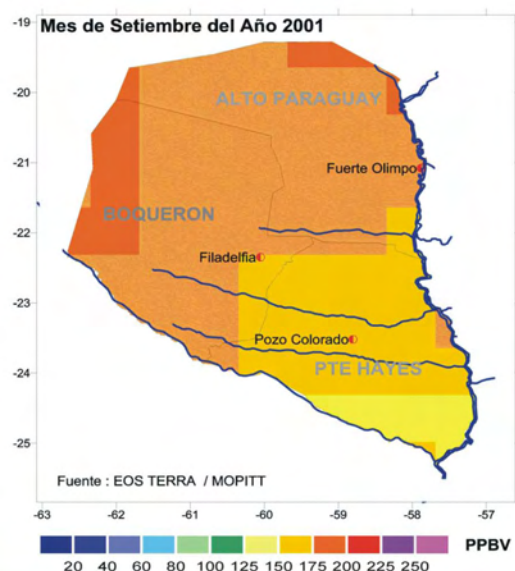 Mes de Setiembre del Año 2001
-19
-20
-21
-22
-23
-24
-25
ALTO PARAGUAY
Fuerte Olimpo
BOQUERON
Filadelfia
Pozo Colorado
PTE HAYES
Fuente : EOS TERRA / MOPITT
-63 -62 -61 -60 -59 -58 -57
PPBV
20 40 60 80 100 125 150 175 200 225 250